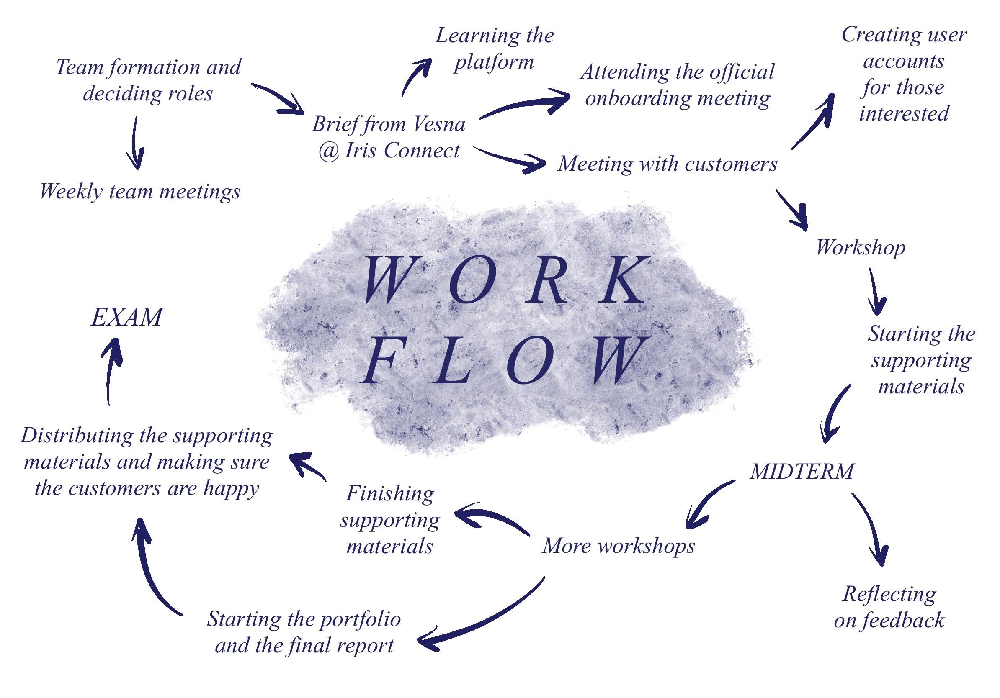 Team formation and
deciding roles
Weekly team meetings
Brief from Vesna
@ Iris Connect
Learning the
platform
Attending the official
onboarding meeting
Meeting with customers
Creating user
accounts
for those
interested
Workshop
Starting the
supporting
materials
MIDTERM
Reflecting
on feedback
More workshops
Finishing
supporting
materials
Starting the portfolio
and the final report
Distributing the supporting
materials and making sure
the customers are happy
EXAM
WORK
FLOW